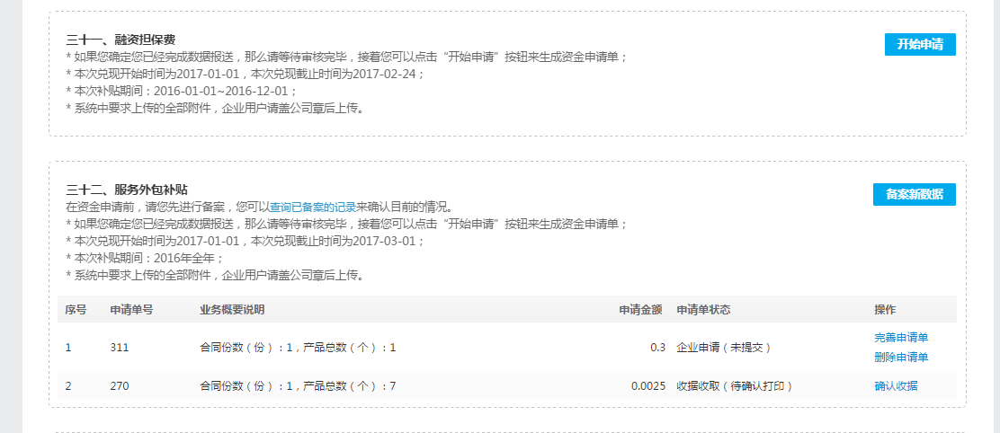 三十一、融资担保费
开始申请
* 如果您确定您已经完成数据报送，那么请等待审核完毕，接着您可以点击“开始申请”按钮来生成资金申请单；
* 本次兑现开始时间为2017-01-01，本次兑现截止时间为2017-02-24；
* 本次补贴期间：2016-01-01~2016-12-01；
* 系统中要求上传的全部附件，企业用户请盖公司章后上传。
三十二、服务外包补贴
备案新数据
在资金申请前，请您先进行备案，您可以查询已备案的记录来确认目前的情况。
* 如果您确定您已经完成数据报送，那么请等待审核完毕，接着您可以点击“开始申请”按钮来生成资金申请单；
* 本次兑现开始时间为2017-01-01，本次兑现截止时间为2017-03-01；
* 本次补贴期间：2016年全年；
* 系统中要求上传的全部附件，企业用户请盖公司章后上传。
序号 申请单号 业务概要说明 申请金额 申请单状态 操作
1 311 合同份数（份）：1，产品总数（个）：1 0.3 企业申请（未提交） 完善申请单
删除申请单
2 270 合同份数（份）：1，产品总数（个）：7 0.0025 收据收取（待确认打印） 确认收据